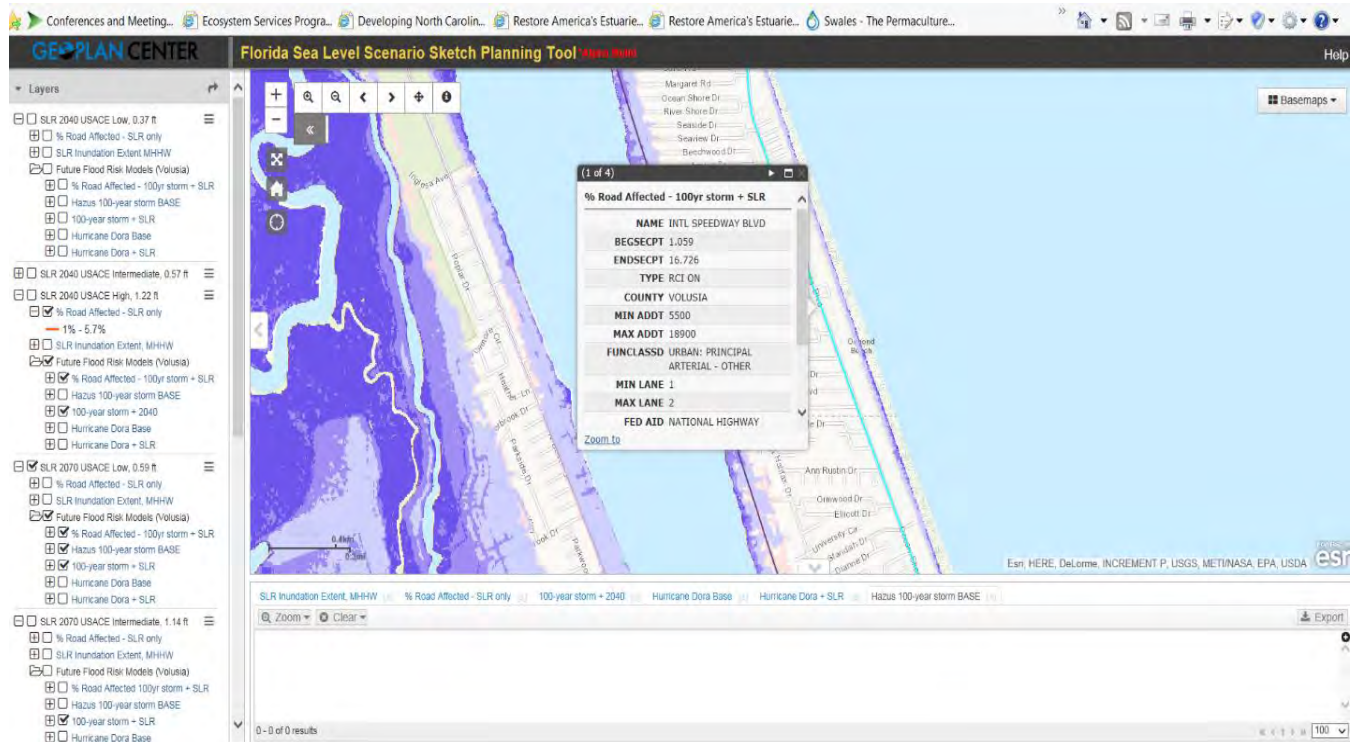 Conferences and Meeting...
Ecosystem Services Progra...
Developing North Carolin...
Restore America's Estuarie...
Restore America's Estuarie...
Swales - The Permaculture...
GEOPLAN CENTER
Florida Sea Level Scenario Sketch Planning Tool
Help
Layers
SLR 2040 USACE Low, 0.37 ft
% Road Affected - SLR only
SLR Inundation Extent MHHW
Future Flood Risk Models (Volusia)
% Road Affected - 100yr storm + SLR
Hazus 100-year storm BASE
100-year storm + SLR
Hurricane Dora Base
Hurricane Dora + SLR
SLR 2040 USACE Intermediate, 0.57 ft
SLR 2040 USACE High, 1.22 ft
% Road Affected - SLR only
1% - 5.7%
SLR Inundation Extent, MHHW
Future Flood Risk Models (Volusia)
% Road Affected - 100yr storm + SLR
Hazus 100-year storm BASE
100-year storm + 2040
Hurricane Dora Base
Hurricane Dora + SLR
SLR 2070 USACE Low, 0.59 ft
% Road Affected - SLR only
SLR Inundation Extent, MHHW
Future Flood Risk Models (Volusia)
% Road Affected - 100yr storm + SLR
Hazus 100-year storm BASE
100-year storm + SLR
Hurricane Dora Base
Hurricane Dora + SLR
SLR 2070 USACE Intermediate, 1.14 ft
% Road Affected - SLR only
SLR Inundation Extent, MHHW
Future Flood Risk Models (Volusia)
% Road Affected 100yr storm + SLR
Hazus 100-year storm BASE
100-year storm + SLR
Hurricane Dora Base
Basemaps
Margaret Rd
Ocean Shore Dr
River Shore Dr
Seaside Dr
Seaview Dr
Beechwood Dr
Inglesa Ave
Poplar Dr
Parkside Dr
Ormond Beach
Ann Rustin Dr
Ormwood Dr
Ellicott Dr
University Cir
Standish Dr
Dianne Dr
(1 of 4)
% Road Affected - 100yr storm + SLR
NAME INTL SPEEDWAY BLVD
BEGSECPT 1.059
ENDSECPT 16.726
TYPE RCI ON
COUNTY VOLUSIA
MIN ADDT 5500
MAX ADDT 18900
FUNCLASSD URBAN: PRINCIPAL
ARTERIAL - OTHER
MIN LANE 1
MAX LANE 2
FED AID NATIONAL HIGHWAY
Zoom to
0.4km
Esri, HERE, DeLorme, INCREMENT P, USGS, METI/NASA, EPA, USDA
esri
SLR Inundation Extent, MHHW
% Road Affected - SLR only
100-year storm + 2040
Hurricane Dora Base
Hurricane Dora + SLR
Hazus 100-year storm BASE
Zoom
Clear
Export
0 - 0 of 0 results
100